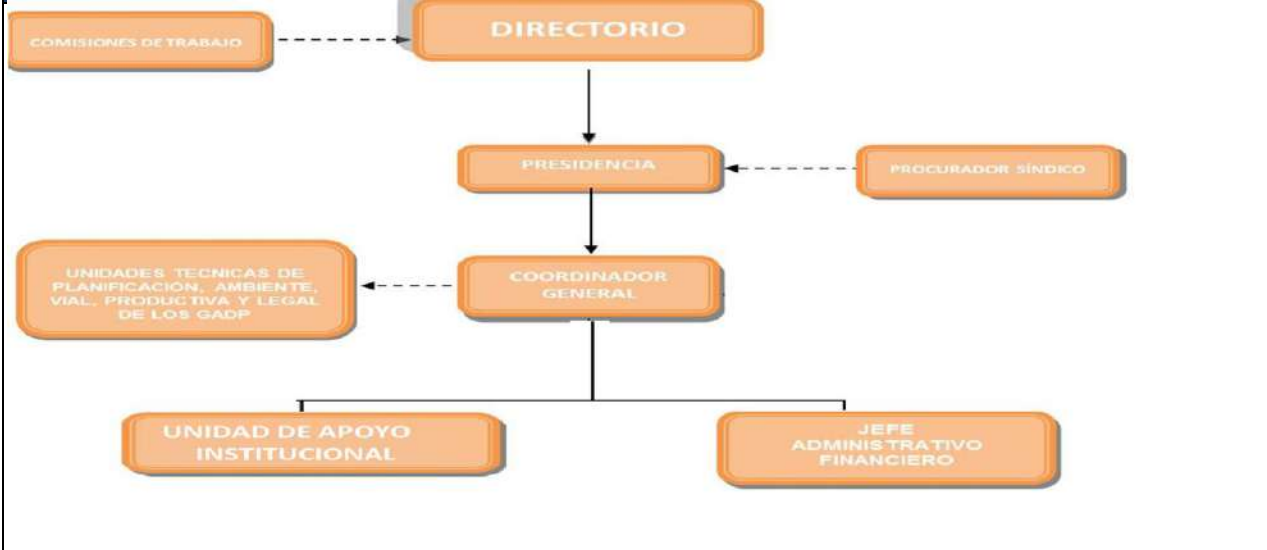 DIRECTORIO
COMISIONES DE TRABAJO
PRESIDENCIA
PROCURADOR SÍNDICO
UNIDADES TECNICAS DE
PLANIFICACIÓN, AMBIENTE,
VIAL, PRODUCTIVA Y LEGAL
DE LOS GADP
COORDINADOR
GENERAL
UNIDAD DE APOYO
INSTITUCIONAL
JEFE
ADMINISTRATIVO
FINANCIERO